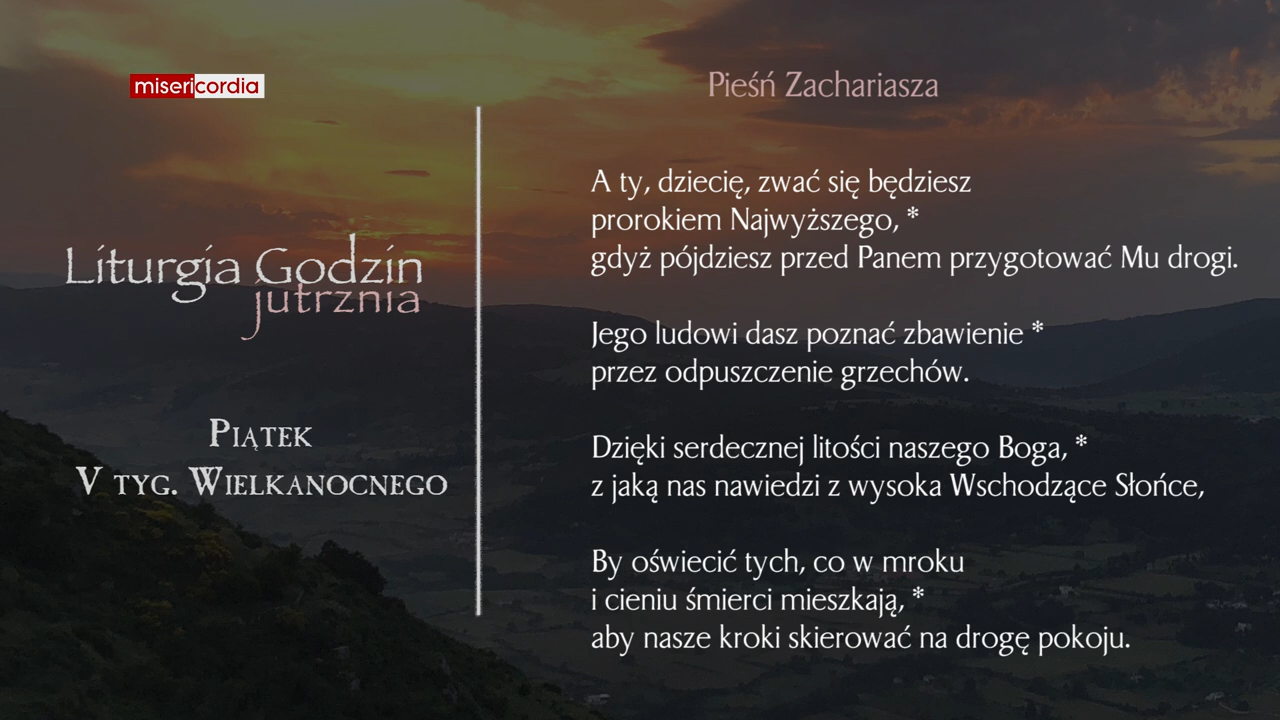 misericordia
Liturgia Godzin
jutrznia
Piątek
V tyg. Wielkanocnego
Pieśń Zachariasza
A ty, dziecię, zwać się będziesz
prorokiem Najwyższego, *
gdyż pójdziesz przed Panem przygotować Mu drogi.
Jego ludowi dasz poznać zbawienie *
przez odpuszczenie grzechów.
Dzięki serdecznej litości naszego Boga, *
z jaką nas nawiedzi z wysoka Wschodzące Słońce,
By oświecić tych, co w mroku
i cieniu śmierci mieszkają, *
aby nasze kroki skierować na drogę pokoju.